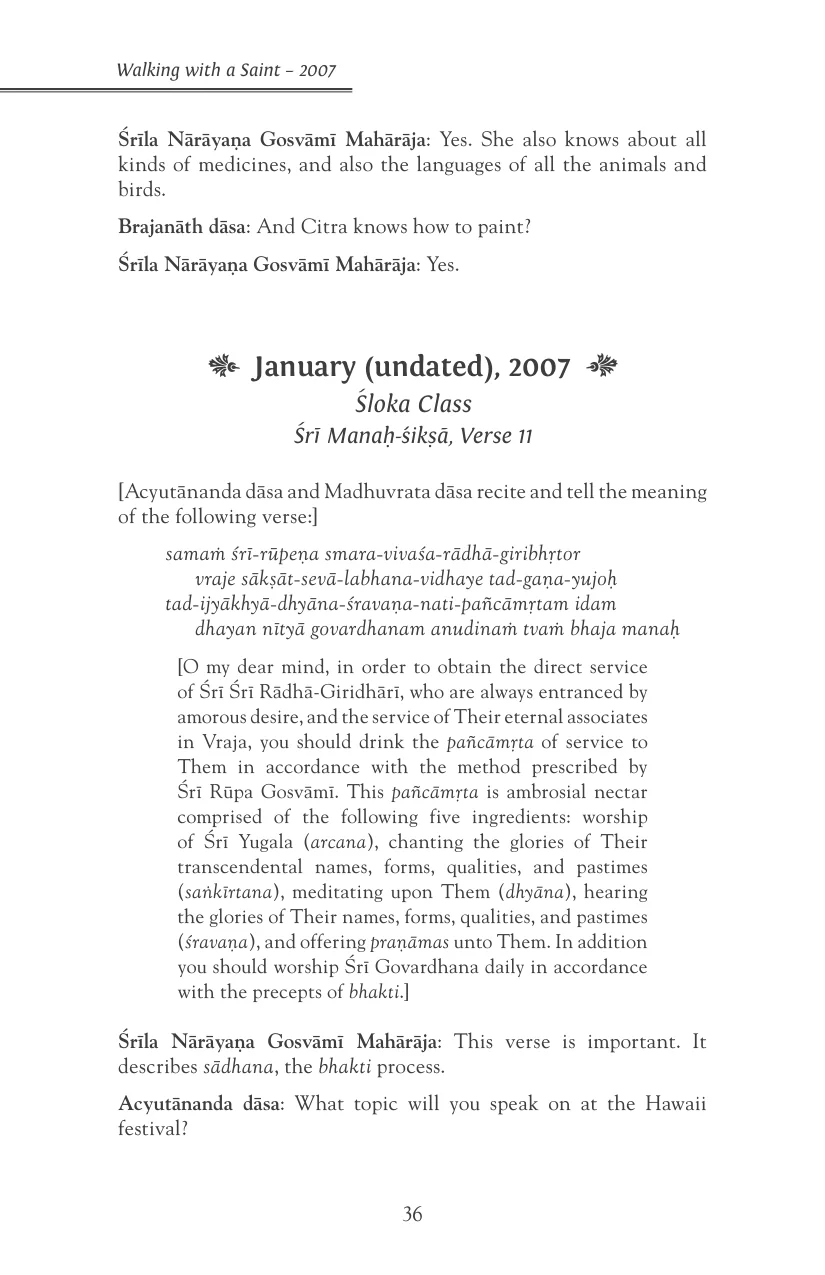 Walking with a Saint – 2007
Śrīla Nārāyaṇa Gosvāmī Mahārāja: Yes. She also knows about all
kinds of medicines, and also the languages of all the animals and
birds.
Brajanāth dāsa: And Citra knows how to paint?
Śrīla Nārāyaṇa Gosvāmī Mahārāja: Yes.
January (undated), 2007
Śloka Class
Śrī Manaḥ-śikṣā, Verse 11
[Acyutānanda dāsa and Madhuvrata dāsa recite and tell the meaning
of the following verse:]
samaṁ śrī-rūpeṇa smara-vivaśa-rādhā-giribhṛtor
vraje sākṣāt-sevā-labhana-vidhaye tad-gaṇa-yujoḥ
tad-ijyākhyā-dhyāna-śravaṇa-nati-pañcāmṛtam idam
dhayan nītyā govardhanam anudinaṁ tvaṁ bhaja manaḥ
[O my dear mind, in order to obtain the direct service
of Śrī Śrī Rādhā-Giridhārī, who are always entranced by
amorous desire, and the service of Their eternal associates
in Vraja, you should drink the pañcāmṛta of service to
Them in accordance with the method prescribed by
Śrī Rūpa Gosvāmī. This pañcāmṛta is ambrosial nectar
comprised of the following five ingredients: worship
of Śrī Yugala (arcana), chanting the glories of Their
transcendental names, forms, qualities, and pastimes
(saṅkīrtana), meditating upon Them (dhyāna), hearing
the glories of Their names, forms, qualities, and pastimes
(śravaṇa), and offering praṇāmas unto Them. In addition
you should worship Śrī Govardhana daily in accordance
with the precepts of bhakti.]
Śrīla Nārāyaṇa Gosvāmī Mahārāja: This verse is important. It
describes sādhana, the bhakti process.
Acyutānanda dāsa: What topic will you speak on at the Hawaii
festival?
36